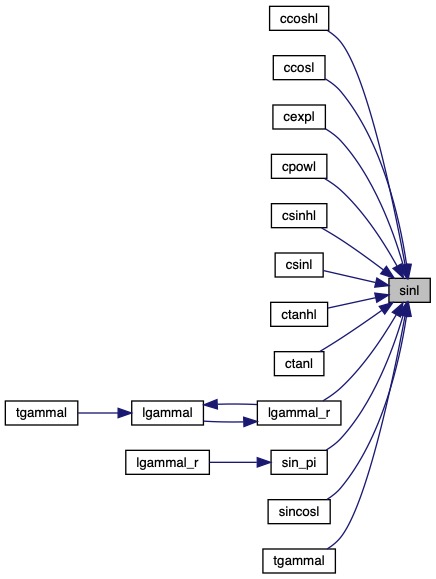 ccoshl
ccosl
cexpl
cpowl
csinhl
csinl
sinl
ctanhl
ctanl
tgammal
lgammal
lgammal_r
lgammal_r
sin_pi
sincosl
tgammal